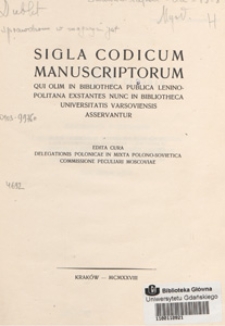 Dublet
SIGLA CODICUM
MANUSCRIPTORUM
QUI OLIM IN BIBLIOTHECA PUBLICA LENINO-
POLITANA EXSTANTES NUNC IN BIBLIOTHECA
UNIVERSITATIS VARSOVIENSIS
ASSERVANTUR
EDITA CURA
DELEGATIONIS POLONICAE IN MIXTA POLONO-SOVIETICA
COMMISSIONE PECULIARI MOSCOVIAE
KRAKÓW — MCMXXVIII
Biblioteka Główna
Uniwersytetu Gdańskiego